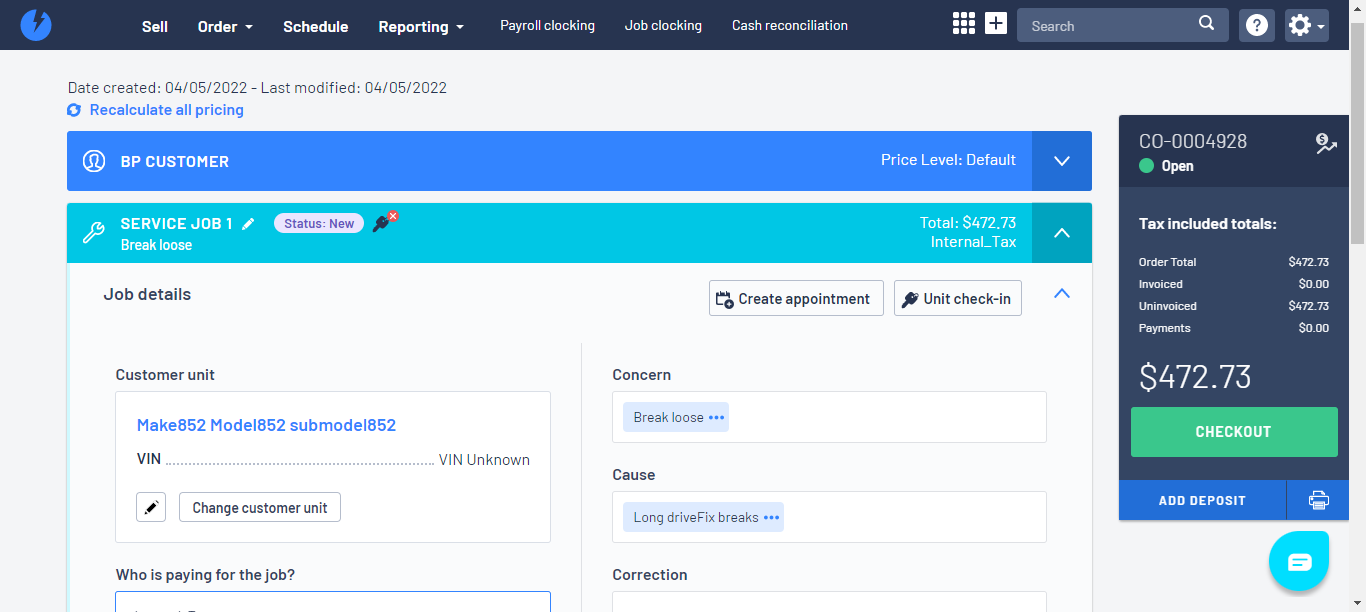 Sell Order Schedule Reporting Payroll clocking Job clocking Cash reconciliation Search
Date created: 04/05/2022 - Last modified: 04/05/2022
Recalculate all pricing
BP CUSTOMER Price Level: Default
SERVICE JOB 1 Status: New Total: $472.73
Break loose Internal_Tax
Job details Create appointment Unit check-in
Customer unit
Make852 Model852 submodel852
VIN VIN Unknown
Change customer unit
Who is paying for the job?
Concern
Break loose
Cause
Long driveFix breaks
Correction
CO-0004928
Open
Tax included totals:
Order Total $472.73
Invoiced $0.00
Uninvoiced $472.73
Payments $0.00
$472.73
CHECKOUT
ADD DEPOSIT